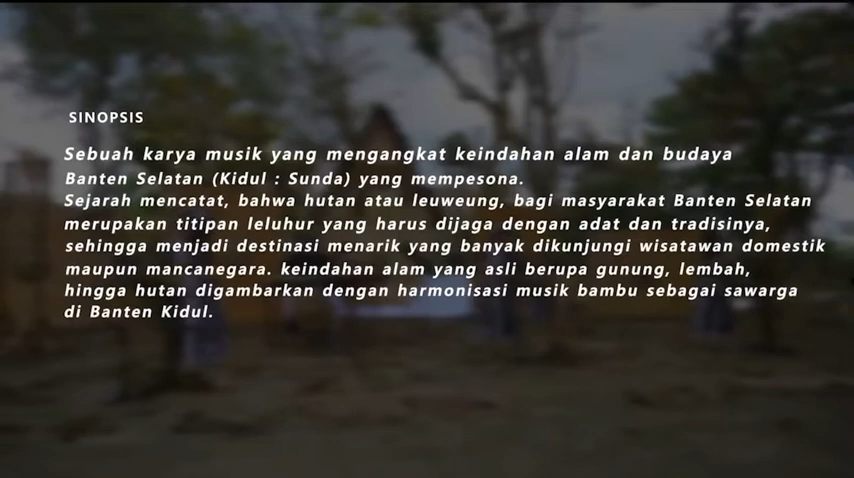 SINOPSIS
Sebuah karya musik yang mengangkat keindahan alam dan budaya
Banten Selatan (Kidul : Sunda) yang mempesona.
Sejarah mencatat, bahwa hutan atau leuweung, bagi masyarakat Banten Selatan
merupakan titipan leluhur yang harus dijaga dengan adat dan tradisinya,
sehingga menjadi destinasi menarik yang banyak dikunjungi wisatawan domestik
maupun mancanegara. keindahan alam yang asli berupa gunung, lembah,
hingga hutan digambarkan dengan harmonisasi musik bambu sebagai sawarga
di Banten Kidul.